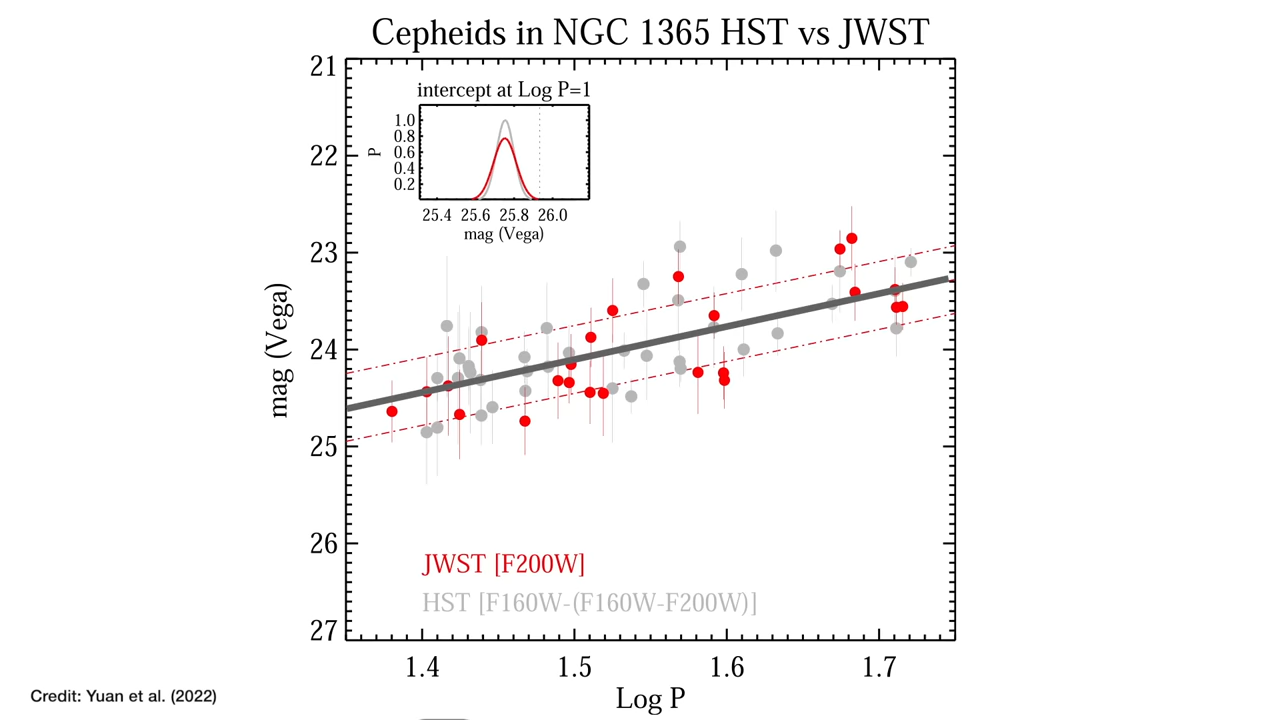 Cepheids in NGC 1365 HST vs JWST
21
22
23
24
25
26
27
mag (Vega)
intercept at Log P=1
1.0
0.8
0.6
0.4
0.2
P
25.4 25.6 25.8 26.0
mag (Vega)
JWST [F200W]
HST [F160W-(F160W-F200W)]
1.4 1.5 1.6 1.7
Log P
Credit: Yuan et al. (2022)